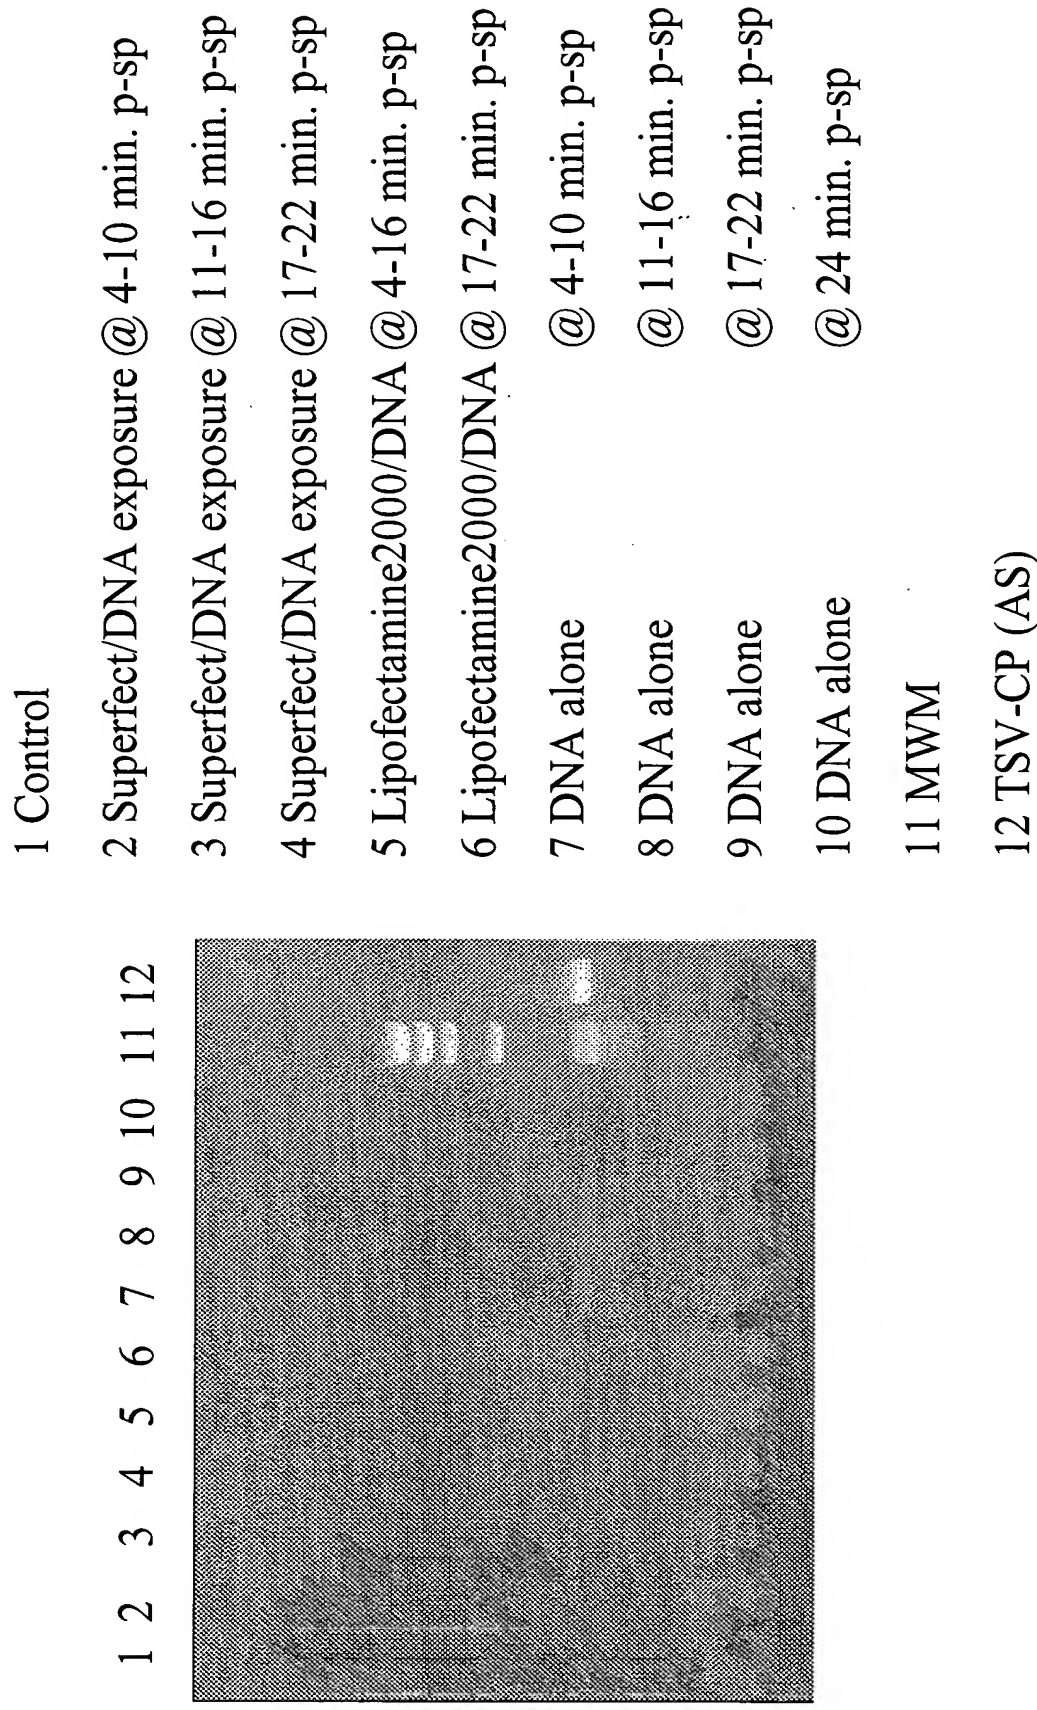 1 2 3 4 5 6 7 8 9 10 11 12
1 Control
2 Superfect/DNA exposure @ 4-10 min. p-sp
3 Superfect/DNA exposure @ 11-16 min. p-sp
4 Superfect/DNA exposure @ 17-22 min. p-sp
5 Lipofectamine2000/DNA @ 4-16 min. p-sp
6 Lipofectamine2000/DNA @ 17-22 min. p-sp
7 DNA alone @ 4-10 min. p-sp
8 DNA alone @ 11-16 min. p-sp
9 DNA alone @ 17-22 min. p-sp
10 DNA alone @ 24 min. p-sp
11 MWM
12 TSV-CP (AS)